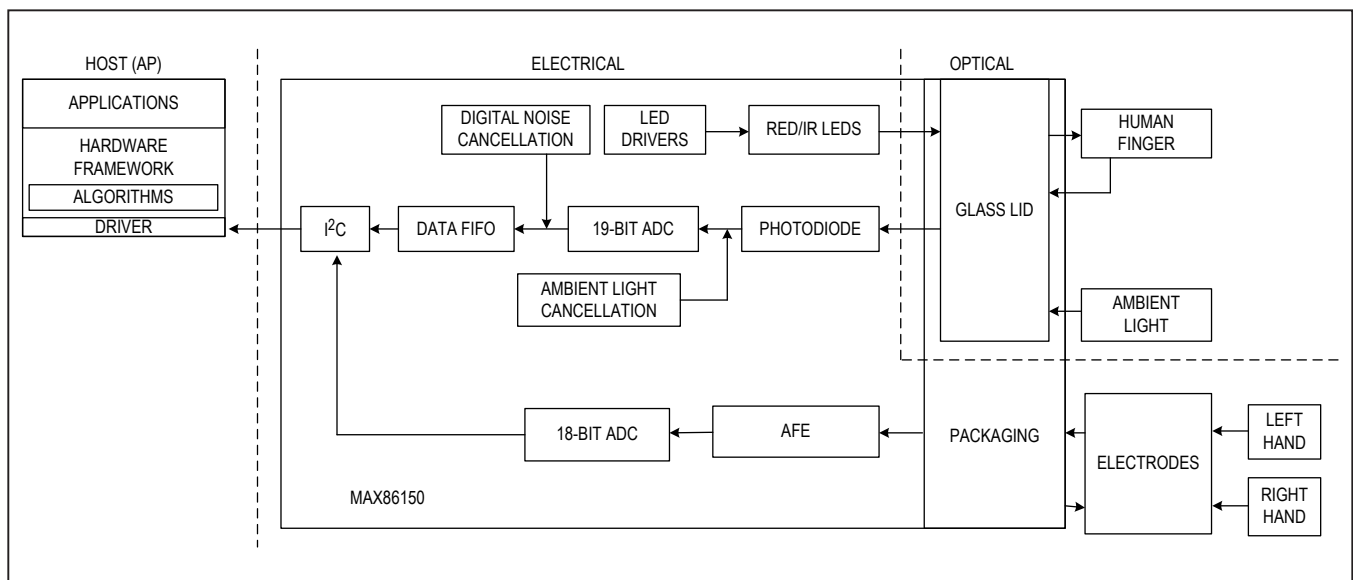 HOST (AP)
ELECTRICAL
OPTICAL
APPLICATIONS
HARDWARE
FRAMEWORK
ALGORITHMS
DRIVER
DIGITAL NOISE
CANCELLATION
LED
DRIVERS
RED/IR LEDS
HUMAN
FINGER
GLASS LID
I²C
DATA FIFO
19-BIT ADC
PHOTODIODE
AMBIENT LIGHT
CANCELLATION
AMBIENT
LIGHT
18-BIT ADC
AFE
PACKAGING
ELECTRODES
LEFT
HAND
RIGHT
HAND
MAX86150